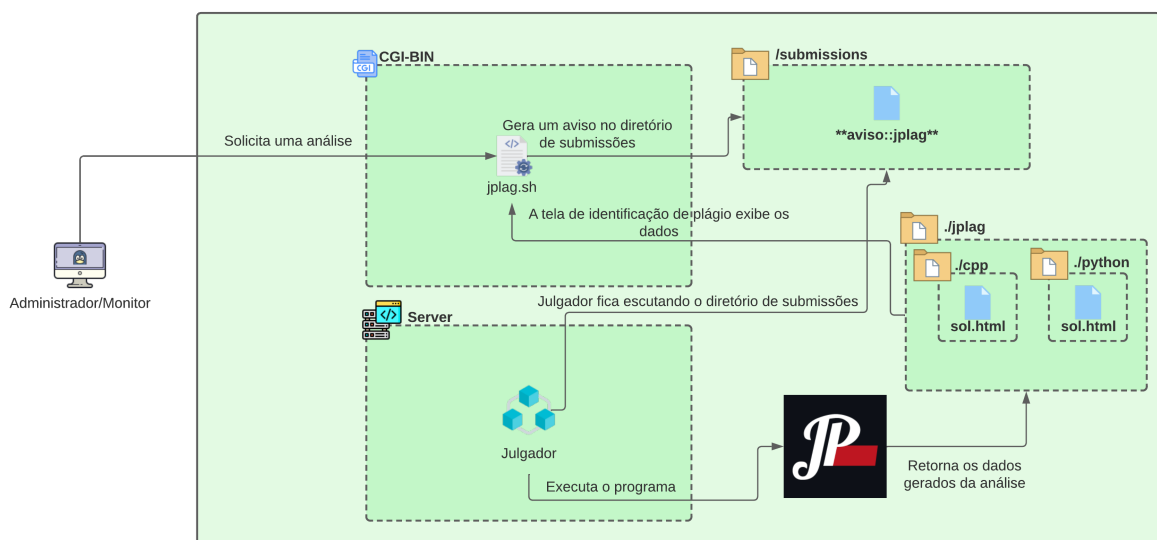 CGI-BIN
/submissions
CGI
Solicita uma análise
Gera um aviso no diretório
de submissões
**aviso::jplag**
jplag.sh
A tela de identificação de plágio exibe os
dados
./jplag
./cpp
./python
sol.html
sol.html
Administrador/Monitor
Julgador fica escutando o diretório de submissões
Server
Julgador
Executa o programa
JP
Retorna os dados
gerados da análise